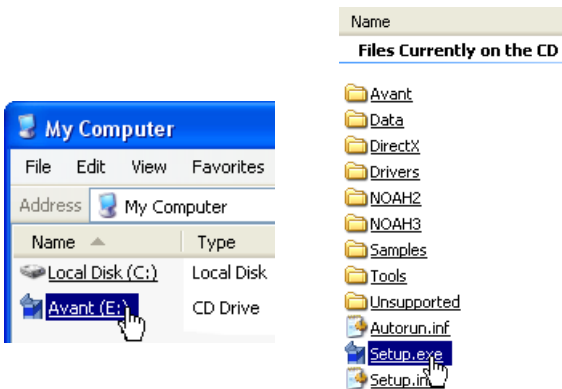 My Computer
File Edit View Favorites
Address My Computer
Name Type
Local Disk (C:) Local Disk
Avant (E:) CD Drive
Name
Files Currently on the CD
Avant
Data
DirectX
Drivers
NOAH2
NOAH3
Samples
Tools
Unsupported
Autorun.inf
Setup.exe